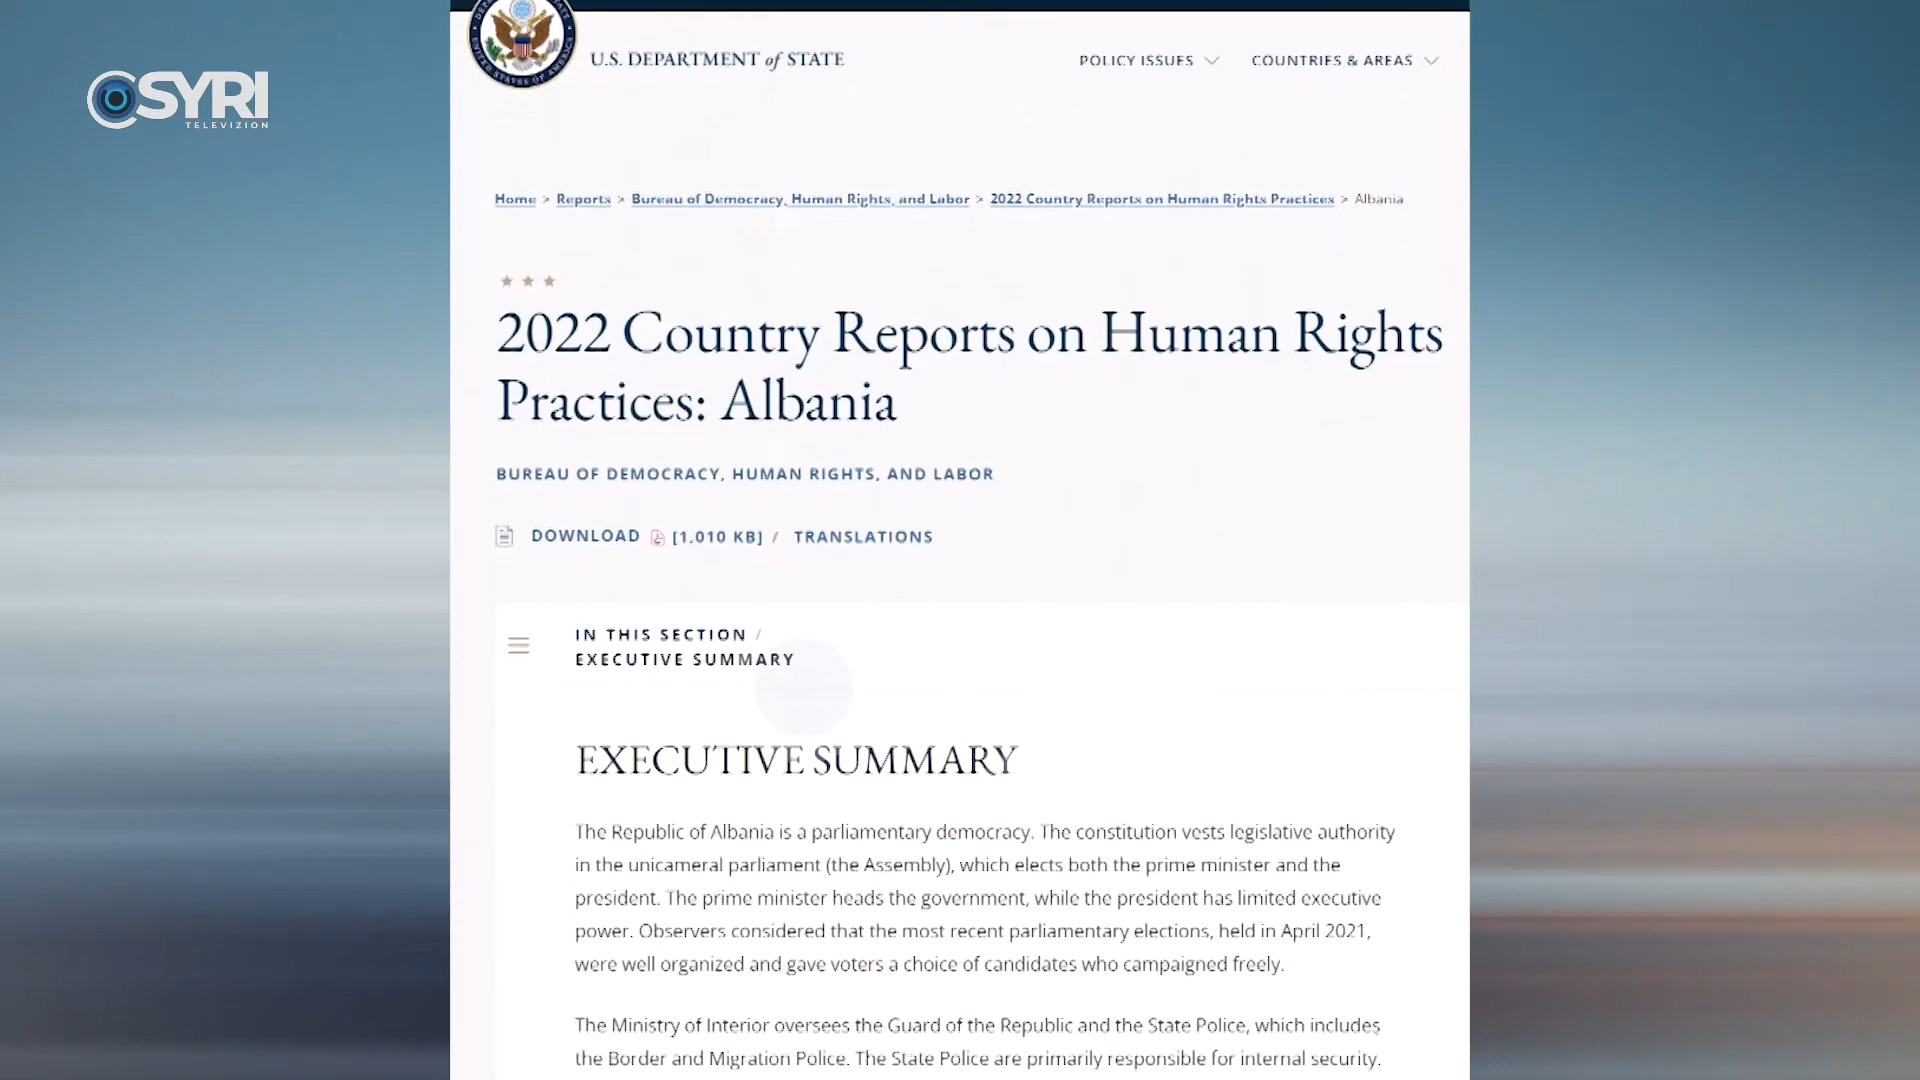 SYRI
TELEVIZION
U.S. DEPARTMENT of STATE
POLICY ISSUES
COUNTRIES & AREAS
Home > Reports > Bureau of Democracy, Human Rights, and Labor > 2022 Country Reports on Human Rights Practices > Albania
2022 Country Reports on Human Rights
Practices: Albania
BUREAU OF DEMOCRACY, HUMAN RIGHTS, AND LABOR
DOWNLOAD [1,010 KB] / TRANSLATIONS
IN THIS SECTION /
EXECUTIVE SUMMARY
EXECUTIVE SUMMARY
The Republic of Albania is a parliamentary democracy. The constitution vests legislative authority
in the unicameral parliament (the Assembly), which elects both the prime minister and the
president. The prime minister heads the government, while the president has limited executive
power. Observers considered that the most recent parliamentary elections, held in April 2021,
were well organized and gave voters a choice of candidates who campaigned freely.
The Ministry of Interior oversees the Guard of the Republic and the State Police, which includes
the Border and Migration Police. The State Police are primarily responsible for internal security.